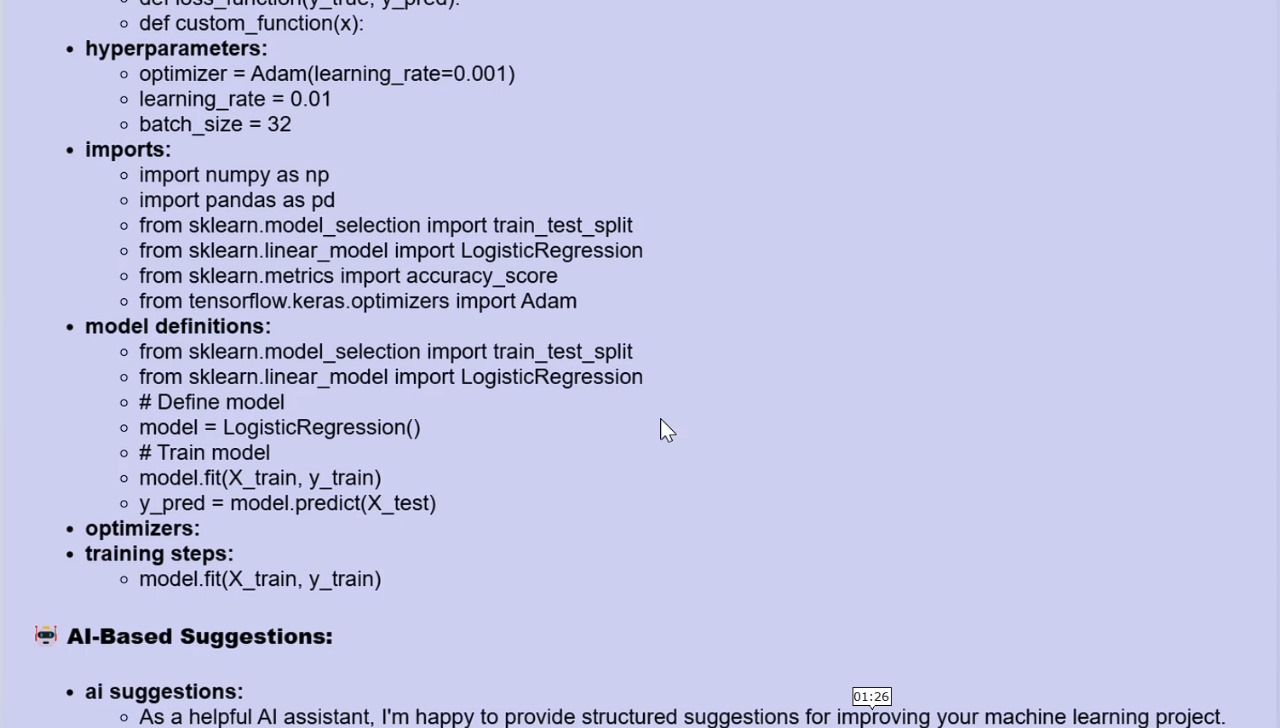 def loss_function(y_true, y_pred):
def custom_function(x):
hyperparameters:
optimizer = Adam(learning_rate=0.001)
learning_rate = 0.01
batch_size = 32
imports:
import numpy as np
import pandas as pd
from sklearn.model_selection import train_test_split
from sklearn.linear_model import LogisticRegression
from sklearn.metrics import accuracy_score
from tensorflow.keras.optimizers import Adam
model definitions:
from sklearn.model_selection import train_test_split
from sklearn.linear_model import LogisticRegression
# Define model
model = LogisticRegression()
# Train model
model.fit(X_train, y_train)
y_pred = model.predict(X_test)
optimizers:
training steps:
model.fit(X_train, y_train)
AI-Based Suggestions:
ai suggestions:
01:26
As a helpful AI assistant, I'm happy to provide structured suggestions for improving your machine learning project.